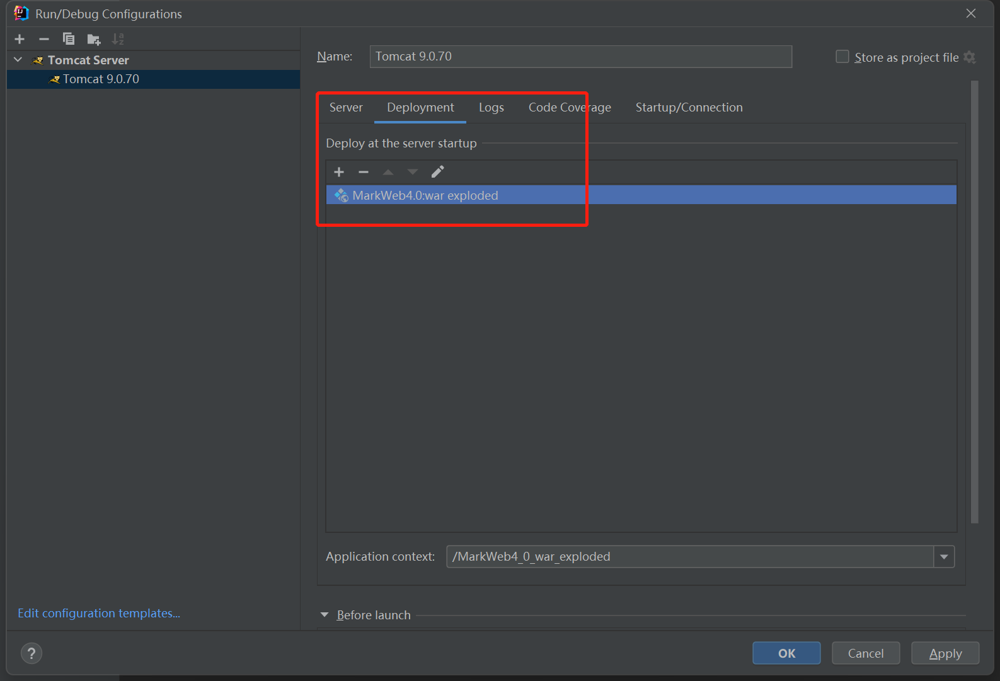 Run/Debug Configurations
Tomcat Server
Tomcat 9.0.70
Edit configuration templates...
Name: Tomcat 9.0.70
Store as project file
Server Deployment Logs Code Coverage Startup/Connection
Deploy at the server startup
MarkWeb4.0:war exploded
Application context: /MarkWeb4_0_war_exploded
Before launch
? OK Cancel Apply